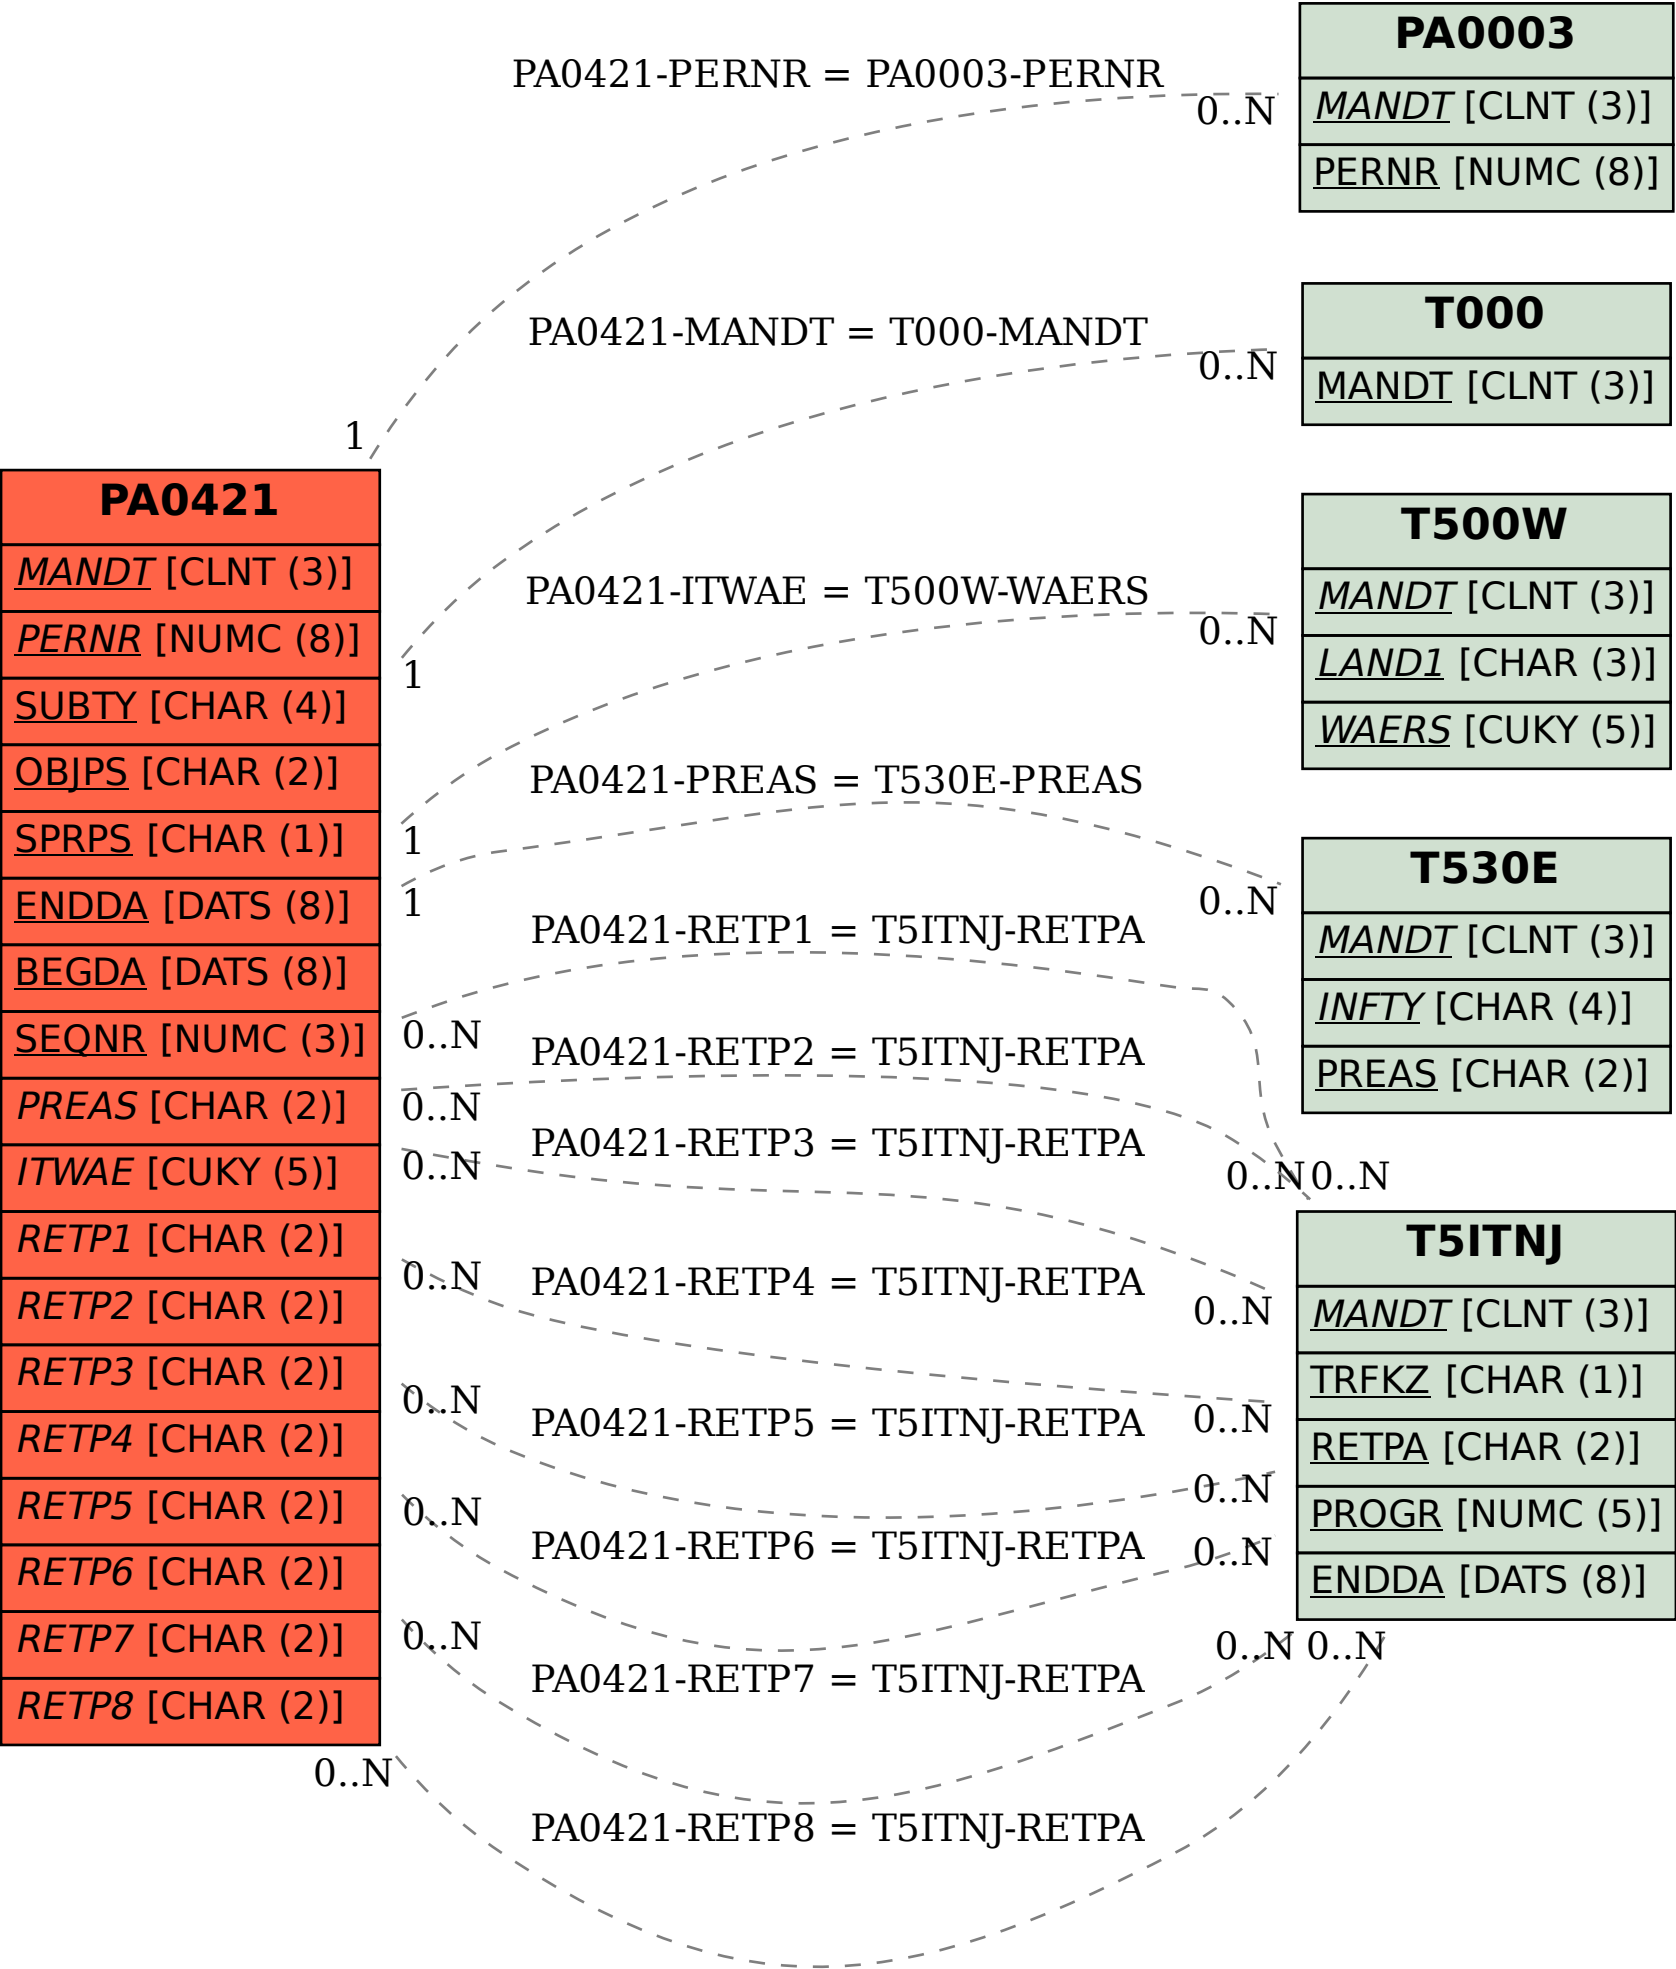 PA0003
MANDT [CLNT (3)]
PERNR [NUMC (8)]
PA0421-PERNR = PA0003-PERNR
0..N
1
T000
MANDT [CLNT (3)]
PA0421-MANDT = T000-MANDT
0..N
1
T500W
MANDT [CLNT (3)]
LAND1 [CHAR (3)]
WAERS [CUKY (5)]
PA0421-ITWAE = T500W-WAERS
0..N
1
T530E
MANDT [CLNT (3)]
INFTY [CHAR (4)]
PREAS [CHAR (2)]
PA0421-PREAS = T530E-PREAS
0..N
1
PA0421
MANDT [CLNT (3)]
PERNR [NUMC (8)]
SUBTY [CHAR (4)]
OBJPS [CHAR (2)]
SPRPS [CHAR (1)]
ENDDA [DATS (8)]
BEGDA [DATS (8)]
SEQNR [NUMC (3)]
PREAS [CHAR (2)]
ITWAE [CUKY (5)]
RETP1 [CHAR (2)]
RETP2 [CHAR (2)]
RETP3 [CHAR (2)]
RETP4 [CHAR (2)]
RETP5 [CHAR (2)]
RETP6 [CHAR (2)]
RETP7 [CHAR (2)]
RETP8 [CHAR (2)]
PA0421-RETP1 = T5ITNJ-RETPA
0..N
0..N
PA0421-RETP2 = T5ITNJ-RETPA
0..N
0..N
PA0421-RETP3 = T5ITNJ-RETPA
0..N
0..N
PA0421-RETP4 = T5ITNJ-RETPA
0..N
0..N
PA0421-RETP5 = T5ITNJ-RETPA
0..N
0..N
PA0421-RETP6 = T5ITNJ-RETPA
0..N
0..N
PA0421-RETP7 = T5ITNJ-RETPA
0..N
0..N
PA0421-RETP8 = T5ITNJ-RETPA
0..N
0..N
T5ITNJ
MANDT [CLNT (3)]
TRFKZ [CHAR (1)]
RETPA [CHAR (2)]
PROGR [NUMC (5)]
ENDDA [DATS (8)]